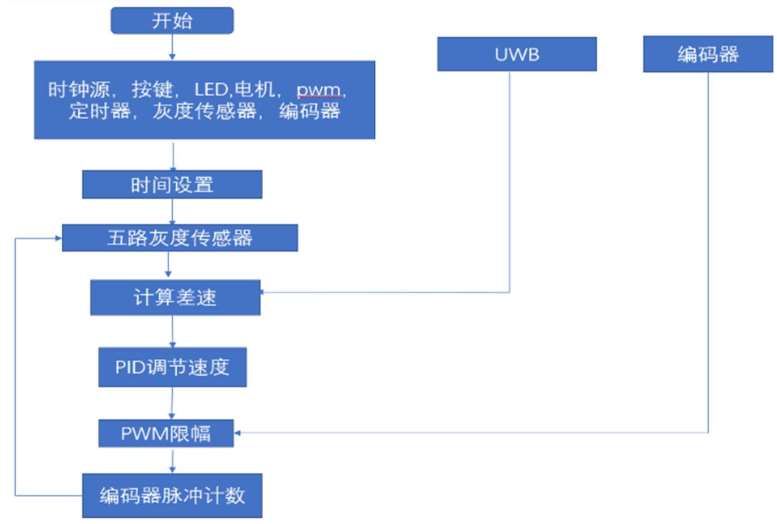 开始
UWB
编码器
时钟源，按键，LED,电机，pwm,
定时器，灰度传感器，编码器
时间设置
五路灰度传感器
计算差速
PID调节速度
PWM限幅
编码器脉冲计数